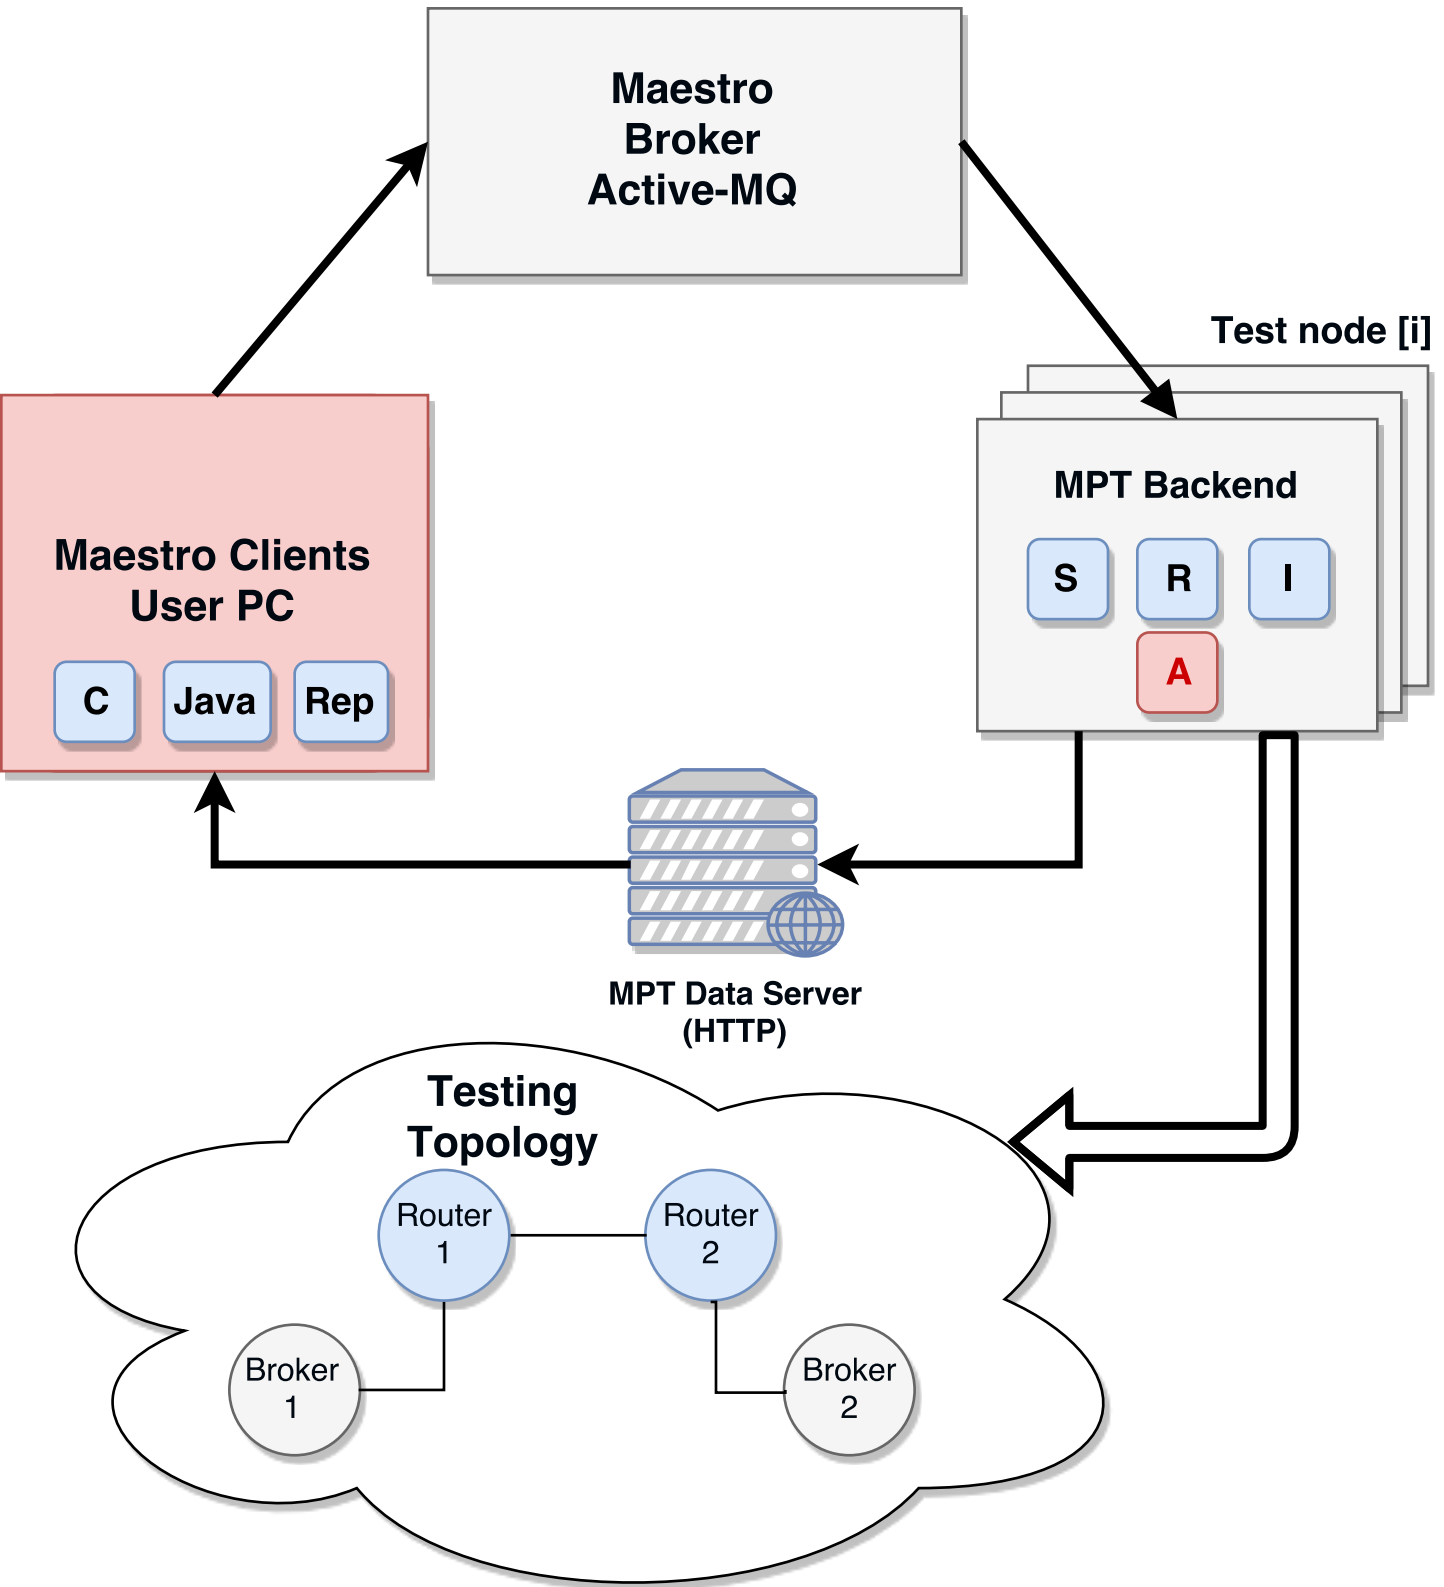 Maestro
Broker
Active-MQ
Test node [i]
MPT Backend
S R I
A
Maestro Clients
User PC
C Java Rep
MPT Data Server
(HTTP)
Testing
Topology
Router
1
Router
2
Broker
1
Broker
2